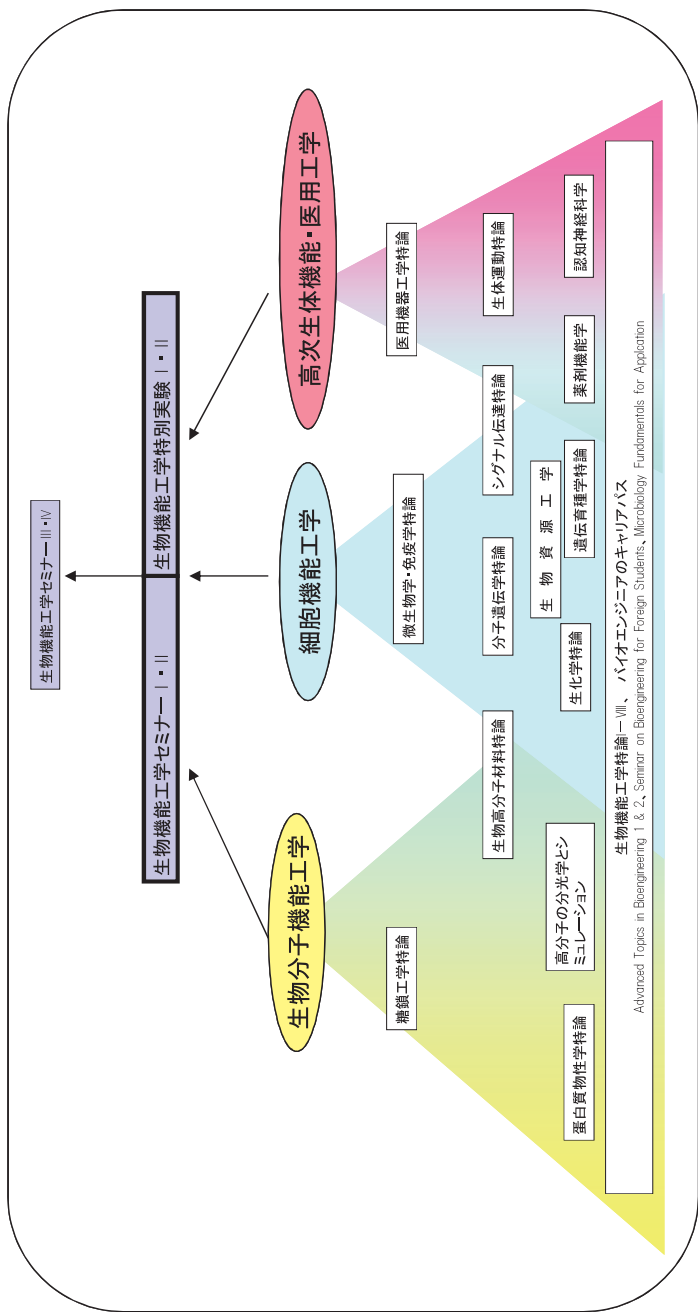 生物機能工学セミナーⅢ・Ⅳ
生物機能工学セミナーⅠ・Ⅱ
生物機能工学特別実験Ⅰ・Ⅱ
生物分子機能工学
細胞機能工学
高次生体機能・医用工学
糖鎖工学特論
微生物学・免疫学特論
医用機器工学特論
生物高分子材料特論
分子遺伝学特論
シグナル伝達特論
生体運動特論
生物資源工学
蛋白質物性学特論
高分子の分光学とシ
ミュレーション
生化学特論
遺伝育種学特論
薬剤機能学
認知神経科学
生物機能工学特論Ⅰ－Ⅷ、 バイオエンジニアのキャリアパス
Advanced Topics in Bioengineering 1 & 2、Seminar on Bioengineering for Foreign Students、Microbiology Fundamentals for Applcation